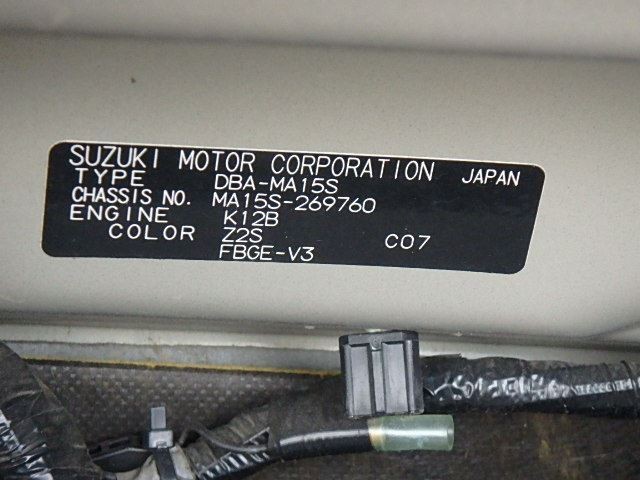 SUZUKI MOTOR CORPORATION JAPAN
TYPE DBA-MA15S
CHASSIS NO. MA15S-269760
ENGINE K12B
COLOR Z2S C07
FBGE-V3